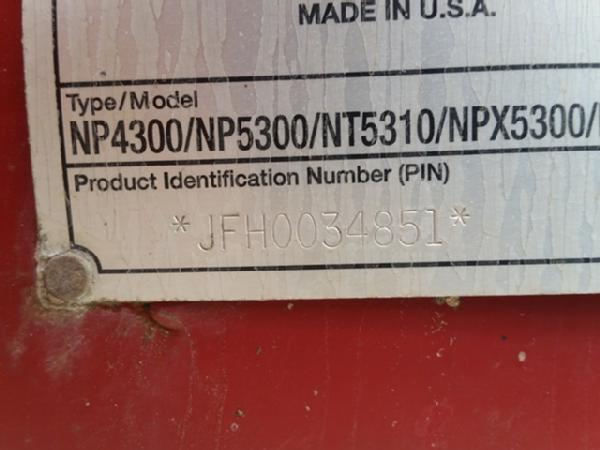 MADE IN U.S.A.
Type/Model
NP4300/NP5300/NT5310/NPX5300/
Product Identification Number (PIN)
*JFH0034851*